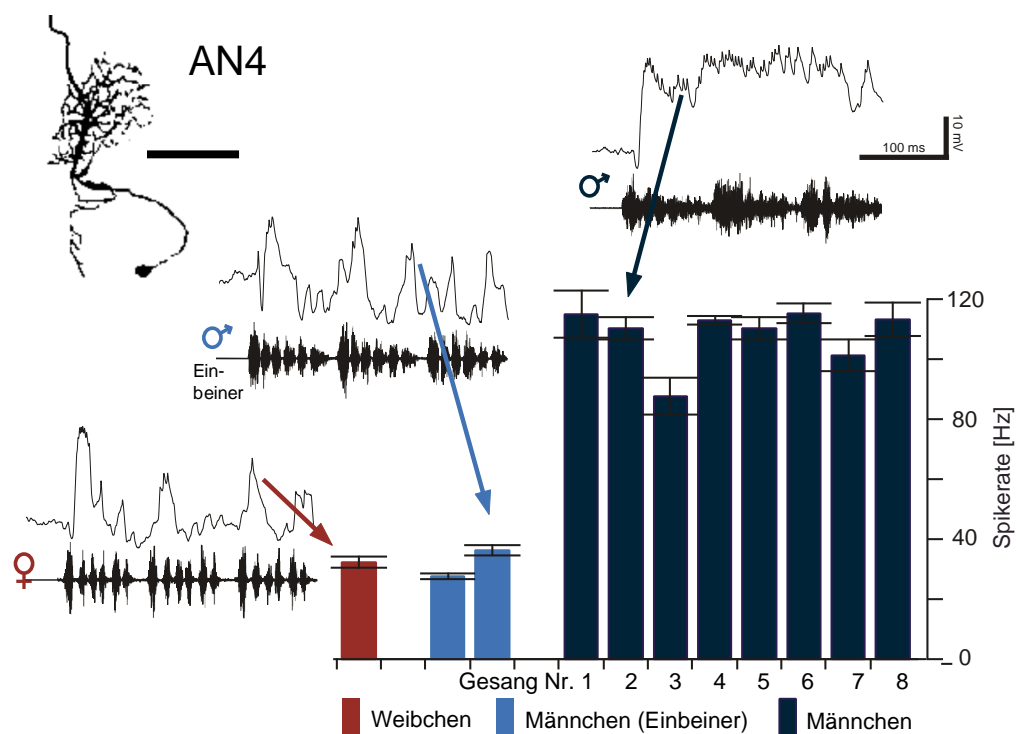 AN4
10 mV
100 ms
♂
♂
Ein-
beiner
♀
120
80
40
0
Spikerate [Hz]
Gesang Nr. 1 2 3 4 5 6 7 8
Weibchen Männchen (Einbeiner) Männchen